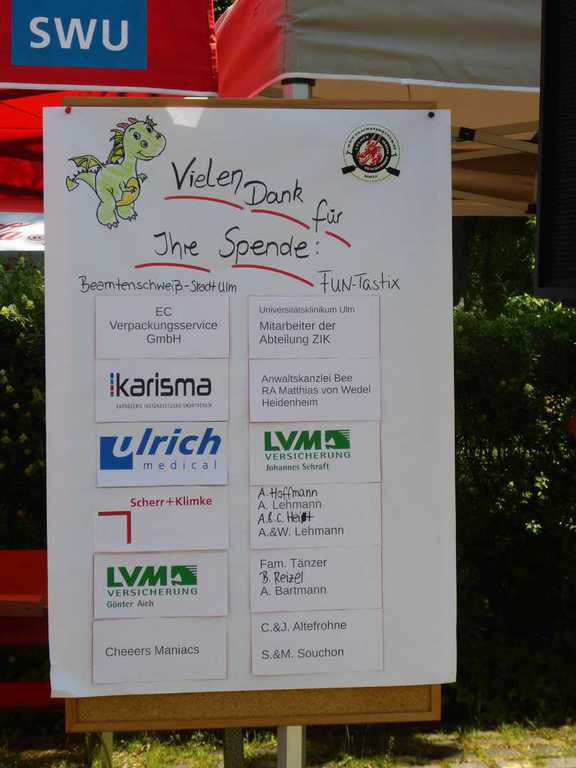 SWU
Vielen Dank
für
Ihre Spende:
Beamtenschweiß-Stadt Ulm
FUN-Tastix
EC
Verpackungsservice
GmbH
ikarisma
ulrich
medical
Scherr+Klimke
LVM
VERSICHERUNG
Günter Aich
Cheeers Maniacs
Universitätsklinikum Ulm
Mitarbeiter der
Abteilung ZIK
Anwaltskanzlei Bee
RA Matthias von Wedel
Heidenheim
LVM
VERSICHERUNG
Johannes Schraft
A. Hoffmann
A. Lehmann
A.&C. Heist
A.&W. Lehmann
Fam. Tänzer
B. Reizel
A. Bartmann
C.&J. Altefrohne
S.&M. Souchon